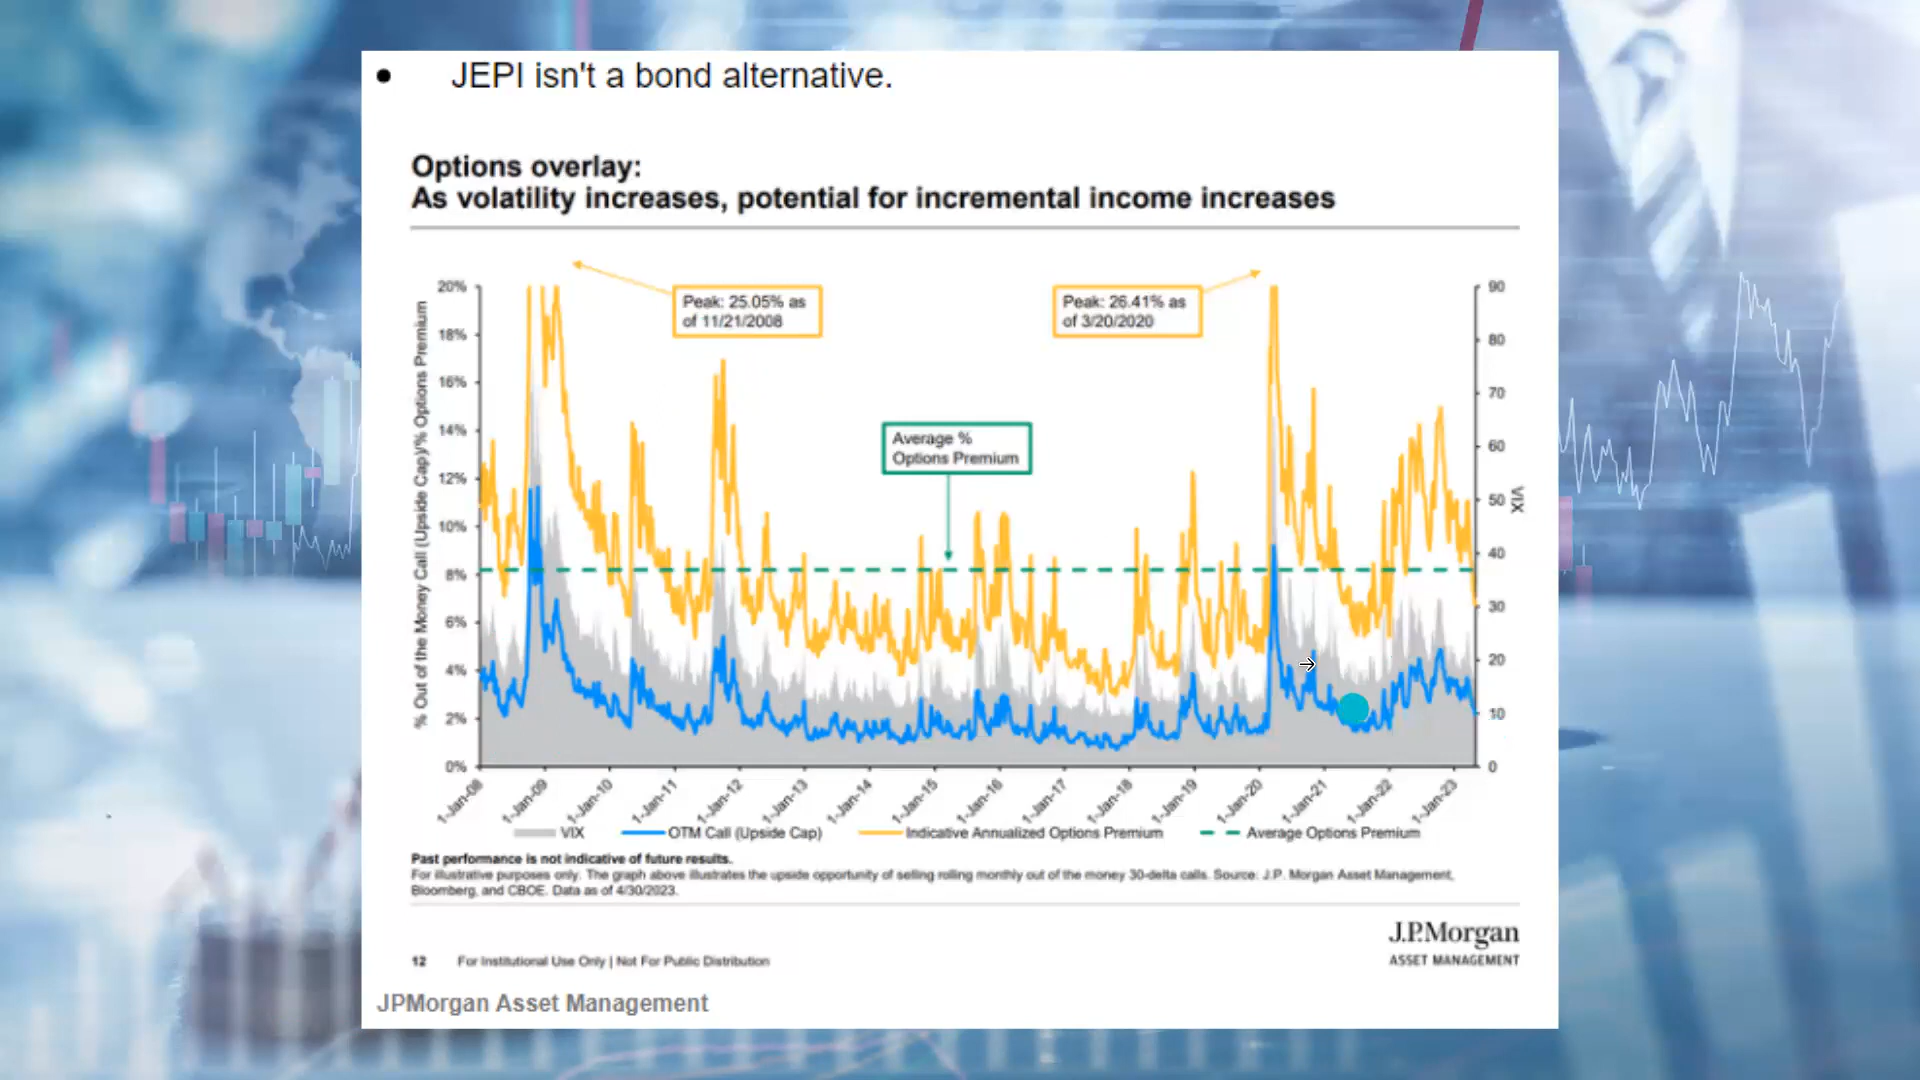 ● JEPI isn't a bond alternative.
Options overlay:
As volatility increases, potential for incremental income increases
Peak: 25.05% as
of 11/21/2008
Peak: 26.41% as
of 3/20/2020
Average %
Options Premium
% Out of the Money Call (Upside Cap)/% Options Premium
20%
18%
16%
14%
12%
10%
8%
6%
4%
2%
0%
90
80
70
60
50
40
30
20
10
0
VIX
1-Jan-08
1-Jan-09
1-Jan-10
1-Jan-11
1-Jan-12
1-Jan-13
1-Jan-14
1-Jan-15
1-Jan-16
1-Jan-17
1-Jan-18
1-Jan-19
1-Jan-20
1-Jan-21
1-Jan-22
1-Jan-23
VIX OTM Call (Upside Cap) Indicative Annualized Options Premium Average Options Premium
Past performance is not indicative of future results.
For illustrative purposes only. The graph above illustrates the upside opportunity of selling rolling monthly out of the money 30-delta calls. Source: J.P. Morgan Asset Management,
Bloomberg, and CBOE. Data as of 4/30/2023.
J.P.Morgan
ASSET MANAGEMENT
12 For Institutional Use Only | Not For Public Distribution
JPMorgan Asset Management